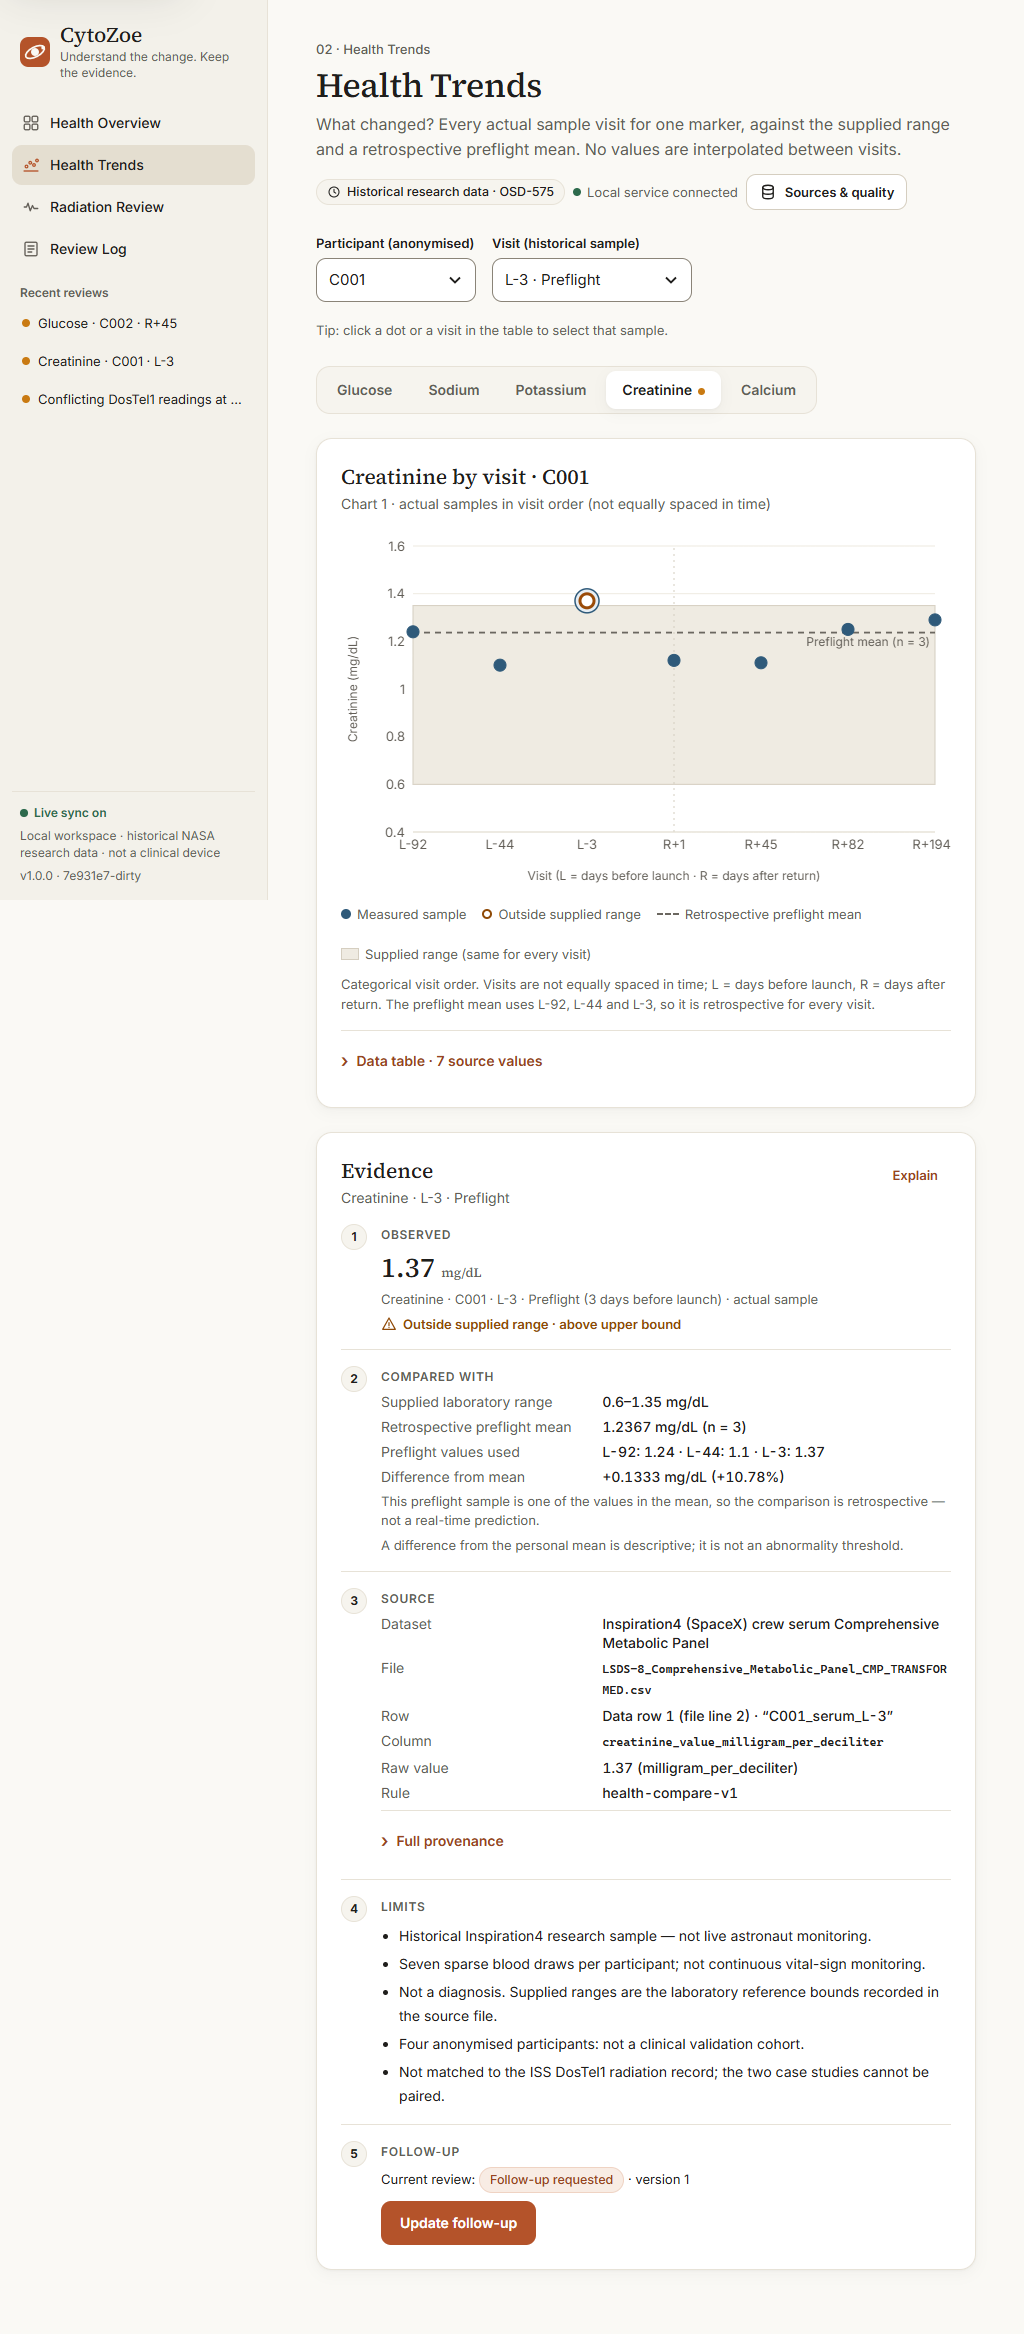 CytoZoe
Understand the change. Keep
the evidence.
Health Overview
Health Trends
Radiation Review
Review Log
Recent reviews
Glucose · C002 · R+45
Creatinine · C001 · L-3
Conflicting DosTel1 readings at ...
Live sync on
Local workspace · historical NASA
research data · not a clinical device
v1.0.0 · 7e931e7-dirty
02 · Health Trends
Health Trends
What changed? Every actual sample visit for one marker, against the supplied range
and a retrospective preflight mean. No values are interpolated between visits.
Historical research data · OSD-575
Local service connected
Sources & quality
Participant (anonymised)
Visit (historical sample)
C001
L-3 · Preflight
Tip: click a dot or a visit in the table to select that sample.
Glucose
Sodium
Potassium
Creatinine
Calcium
Creatinine by visit · C001
Chart 1 · actual samples in visit order (not equally spaced in time)
1.6
1.4
1.2
1
0.8
0.6
0.4
Creatinine (mg/dL)
Preflight mean (n = 3)
L-92
L-44
L-3
R+1
R+45
R+82
R+194
Visit (L = days before launch · R = days after return)
Measured sample
Outside supplied range
Retrospective preflight mean
Supplied range (same for every visit)
Categorical visit order. Visits are not equally spaced in time; L = days before launch, R = days after
return. The preflight mean uses L-92, L-44 and L-3, so it is retrospective for every visit.
Data table · 7 source values
Evidence
Explain
Creatinine · L-3 · Preflight
1 OBSERVED
1.37 mg/dL
Creatinine · C001 · L-3 · Preflight (3 days before launch) · actual sample
Outside supplied range · above upper bound
2 COMPARED WITH
Supplied laboratory range 0.6–1.35 mg/dL
Retrospective preflight mean 1.2367 mg/dL (n = 3)
Preflight values used L-92: 1.24 · L-44: 1.1 · L-3: 1.37
Difference from mean +0.1333 mg/dL (+10.78%)
This preflight sample is one of the values in the mean, so the comparison is retrospective —
not a real-time prediction.
A difference from the personal mean is descriptive; it is not an abnormality threshold.
3 SOURCE
Dataset Inspiration4 (SpaceX) crew serum Comprehensive
Metabolic Panel
File LSDS-8_Comprehensive_Metabolic_Panel_CMP_TRANSFOR
MED.csv
Row Data row 1 (file line 2) · “C001_serum_L-3”
Column creatinine_value_milligram_per_deciliter
Raw value 1.37 (milligram_per_deciliter)
Rule health-compare-v1
Full provenance
4 LIMITS
• Historical Inspiration4 research sample — not live astronaut monitoring.
• Seven sparse blood draws per participant; not continuous vital-sign monitoring.
• Not a diagnosis. Supplied ranges are the laboratory reference bounds recorded in
the source file.
• Four anonymised participants: not a clinical validation cohort.
• Not matched to the ISS DosTel1 radiation record; the two case studies cannot be
paired.
5 FOLLOW-UP
Current review: Follow-up requested · version 1
Update follow-up